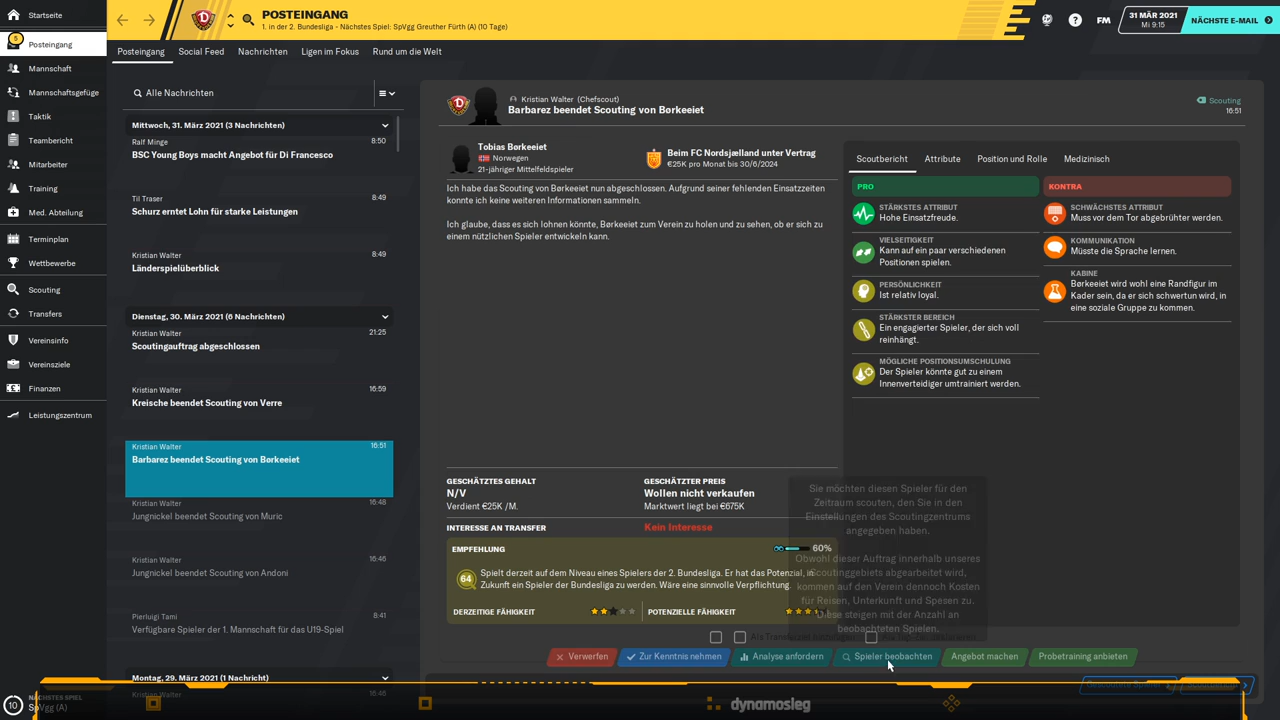 Startseite
5
Posteingang
Mannschaft
Mannschaftsgefüge
Taktik
Teambericht
Mitarbeiter
Training
Med. Abteilung
Terminplan
Wettbewerbe
Scouting
Transfers
Vereinsinfo
Vereinsziele
Finanzen
Leistungszentrum
10
NÄCHSTES SPIEL
SpVgg (A)
POSTEINGANG
1. in der 2. Bundesliga - Nächstes Spiel: SpVgg Greuther Fürth (A) (10 Tage)
FM
31 MÄR 2021
Mi 9:15
NÄCHSTE E-MAIL
Posteingang Social Feed Nachrichten Ligen im Fokus Rund um die Welt
Alle Nachrichten
Mittwoch, 31. März 2021 (3 Nachrichten)
Ralf Minge 8:50
BSC Young Boys macht Angebot für Di Francesco
Til Traser 8:49
Schurz erntet Lohn für starke Leistungen
Kristian Walter 8:49
Länderspielüberblick
Dienstag, 30. März 2021 (6 Nachrichten)
Kristian Walter 21:25
Scoutingauftrag abgeschlossen
Kristian Walter 16:59
Kreische beendet Scouting von Verre
Kristian Walter 16:51
Barbarez beendet Scouting von Børkeeiet
Kristian Walter 16:48
Jungnickel beendet Scouting von Muric
Kristian Walter 16:46
Jungnickel beendet Scouting von Andoni
Pierluigi Tami 8:41
Verfügbare Spieler der 1. Mannschaft für das U19-Spiel
Montag, 29. März 2021 (1 Nachricht)
Kristian Walter 16:46
Kristian Walter (Chefscout)
Barbarez beendet Scouting von Børkeeiet
Scouting
16:51
Tobias Børkeeiet
Norwegen
21-jähriger Mittelfeldspieler
Beim FC Nordsjælland unter Vertrag
€25K pro Monat bis 30/6/2024
Ich habe das Scouting von Børkeeiet nun abgeschlossen. Aufgrund seiner fehlenden Einsatzzeiten
konnte ich keine weiteren Informationen sammeln.
Ich glaube, dass es sich lohnen könnte, Børkeeiet zum Verein zu holen und zu sehen, ob er sich zu
einem nützlichen Spieler entwickeln kann.
GESCHÄTZTES GEHALT
N/V
Verdient €25K /M.
GESCHÄTZTER PREIS
Wollen nicht verkaufen
Marktwert liegt bei €675K
INTERESSE AN TRANSFER Kein Interesse
EMPFEHLUNG 60%
64
Spielt derzeit auf dem Niveau eines Spielers der 2. Bundesliga. Er hat das Potenzial, in
Zukunft ein Spieler der Bundesliga zu werden. Wäre eine sinnvolle Verpflichtung.
DERZEITIGE FÄHIGKEIT POTENZIELLE FÄHIGKEIT
Scoutbericht Attribute Position und Rolle Medizinisch
PRO
STÄRKSTES ATTRIBUT
Hohe Einsatzfreude.
VIELSEITIGKEIT
Kann auf ein paar verschiedenen
Positionen spielen.
PERSÖNLICHKEIT
Ist relativ loyal.
STÄRKSTER BEREICH
Ein engagierter Spieler, der sich voll
reinhängt.
MÖGLICHE POSITIONSUMSCHULUNG
Der Spieler könnte gut zu einem
Innenverteidiger umtrainiert werden.
KONTRA
SCHWÄCHSTES ATTRIBUT
Muss vor dem Tor abgebrühter werden.
KOMMUNIKATION
Müsste die Sprache lernen.
KABINE
Børkeeiet wird wohl eine Randfigur im
Kader sein, da er sich schwertun wird, in
eine soziale Gruppe zu kommen.
Sie möchten diesen Spieler für den
Zeitraum scouten, den Sie in den
Einstellungen des Scoutingzentrums
angegeben haben.
Obwohl dieser Auftrag innerhalb unseres
Scoutinggebiets abgearbeitet wird,
kommen auf den Verein dennoch Kosten
für Reisen, Unterkunft und Spesen zu.
Diese steigen mit der Anzahl an
beobachteten Spielen.
Verwerfen
Zur Kenntnis nehmen
Analyse anfordern
Spieler beobachten
Angebot machen
Probetraining anbieten
dynamosleg